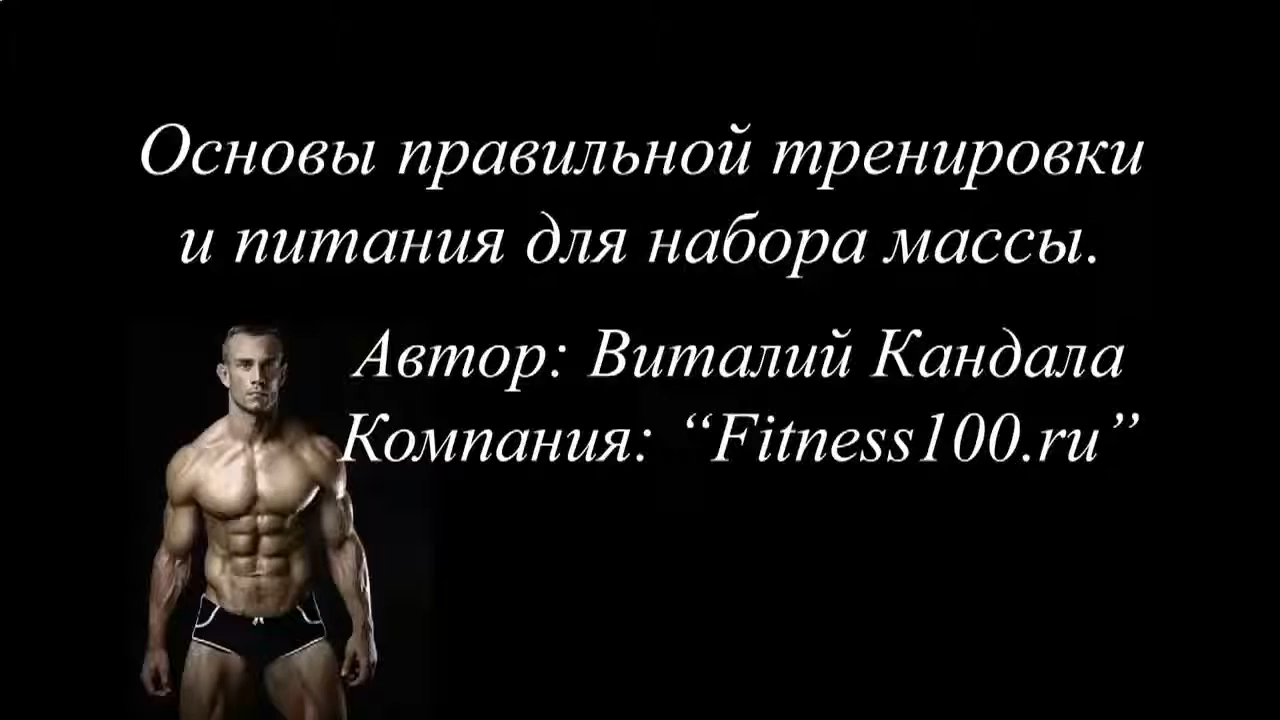 Основы правильной тренировки
и питания для набора массы.
Автор: Виталий Кандала
Компания: “Fitness100.ru”